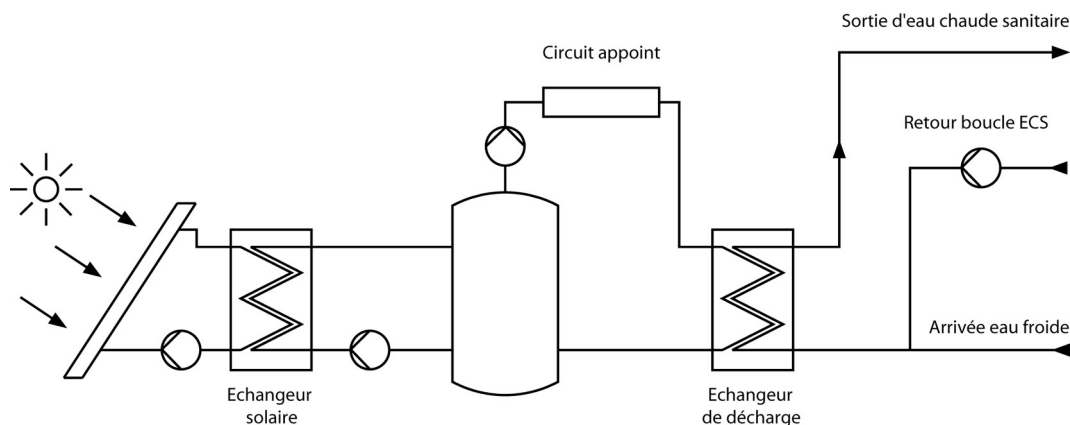 Sortie d'eau chaude sanitaire
Circuit appoint
Retour boucle ECS
Arrivée eau froide
Echangeur
solaire
Echangeur
de décharge